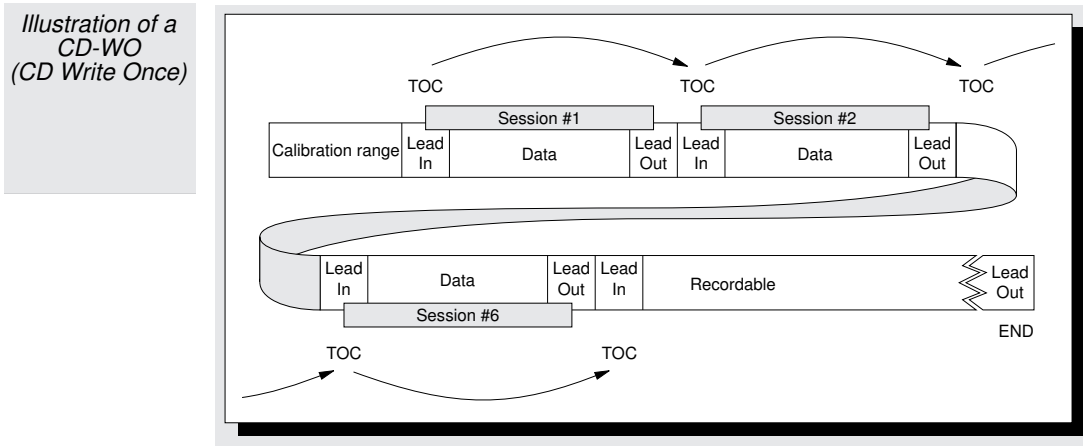 Illustration of a
CD-WO
(CD Write Once)
TOC TOC TOC
Session #1 Session #2
Calibration range Lead In Data Lead Out Lead In Data Lead Out
Lead In Data Lead Out Lead In Recordable Lead Out
Session #6
END
TOC TOC